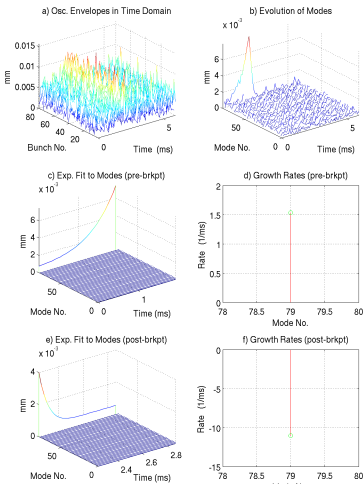 a) Osc. Envelopes in Time Domain
b) Evolution of Modes
x 10⁻³
0.015
0.01
0.005
0
mm
80
60
40
20
0
0
5
Bunch No.
Time (ms)
6
4
2
0
mm
50
0
0
5
Mode No.
Time (ms)
c) Exp. Fit to Modes (pre-brkpt)
d) Growth Rates (pre-brkpt)
x 10⁻³
6
4
2
0
mm
50
0
0
1
Mode No.
Time (ms)
2
1.5
1
0.5
0
Rate (1/ms)
78
78.5
79
79.5
80
Mode No.
e) Exp. Fit to Modes (post-brkpt)
f) Growth Rates (post-brkpt)
x 10⁻³
4
2
0
mm
50
0
2.4
2.6
2.8
Mode No.
Time (ms)
0
-5
-10
-15
Rate (1/ms)
78
78.5
79
79.5
80